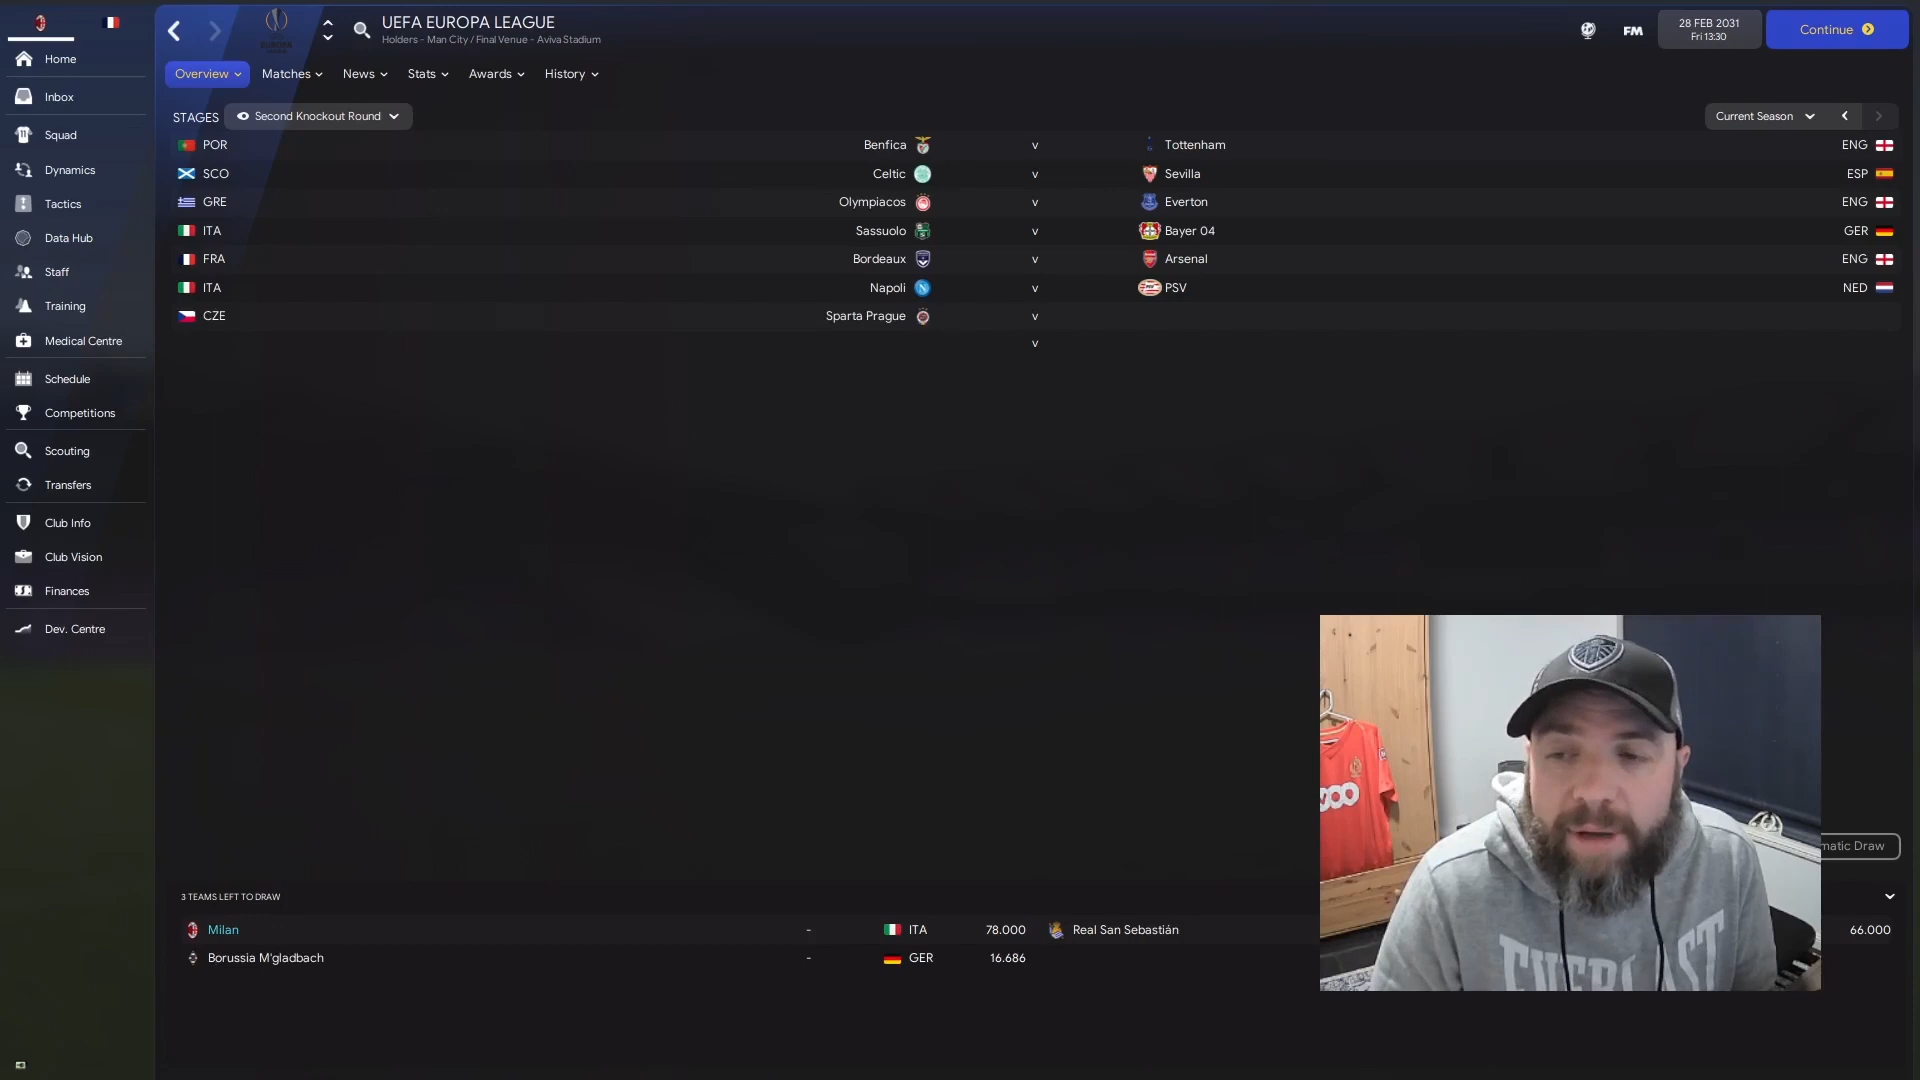 UEFA EUROPA LEAGUE
Holders - Man City / Final Venue - Aviva Stadium
FM
28 FEB 2031
Fri 13:30
Continue
Home
Inbox
Squad
Dynamics
Tactics
Data Hub
Staff
Training
Medical Centre
Schedule
Competitions
Scouting
Transfers
Club Info
Club Vision
Finances
Dev. Centre
Overview Matches News Stats Awards History
STAGES Second Knockout Round Current Season
POR Benfica v Tottenham ENG
SCO Celtic v Sevilla ESP
GRE Olympiacos v Everton ENG
ITA Sassuolo v Bayer 04 GER
FRA Bordeaux v Arsenal ENG
ITA Napoli v PSV NED
CZE Sparta Prague v
v
matic Draw
3 TEAMS LEFT TO DRAW
Milan - ITA 78.000 Real San Sebastián 66.000
Borussia M'gladbach - GER 16.686
EVERLAST